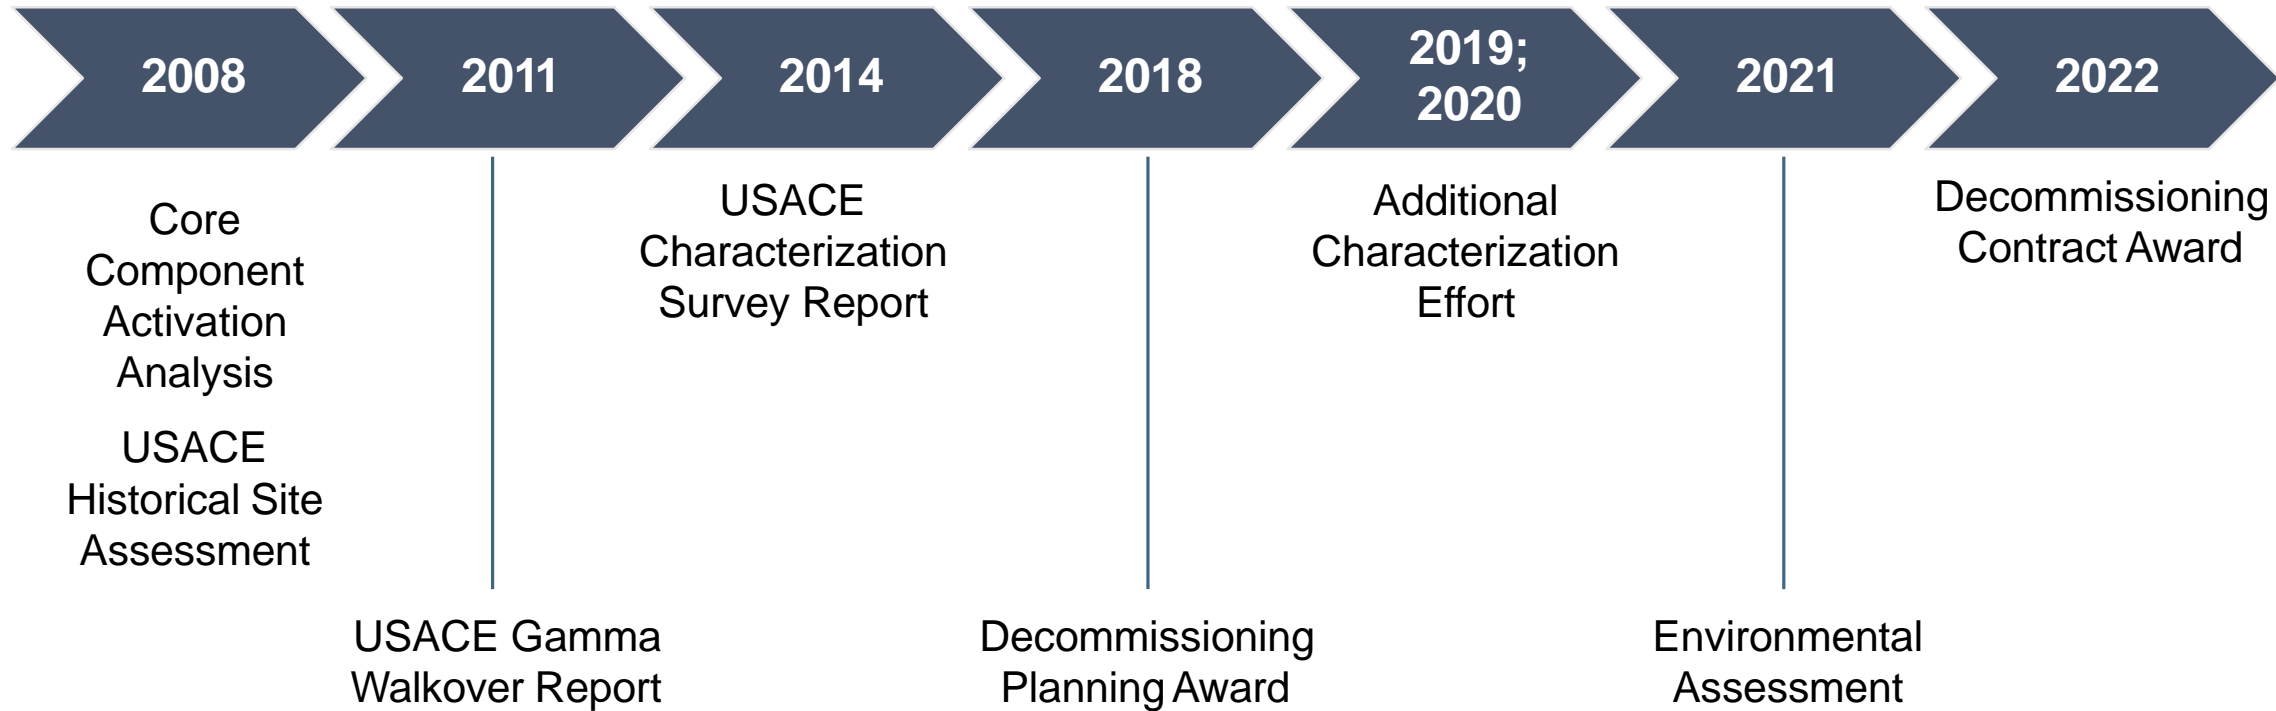 2008
2011
2014
2018
2019;
2020
2021
2022
Core
Component
Activation
Analysis
USACE
Historical Site
Assessment
USACE Gamma
Walkover Report
USACE
Characterization
Survey Report
Decommissioning
Planning Award
Additional
Characterization
Effort
Environmental
Assessment
Decommissioning
Contract Award